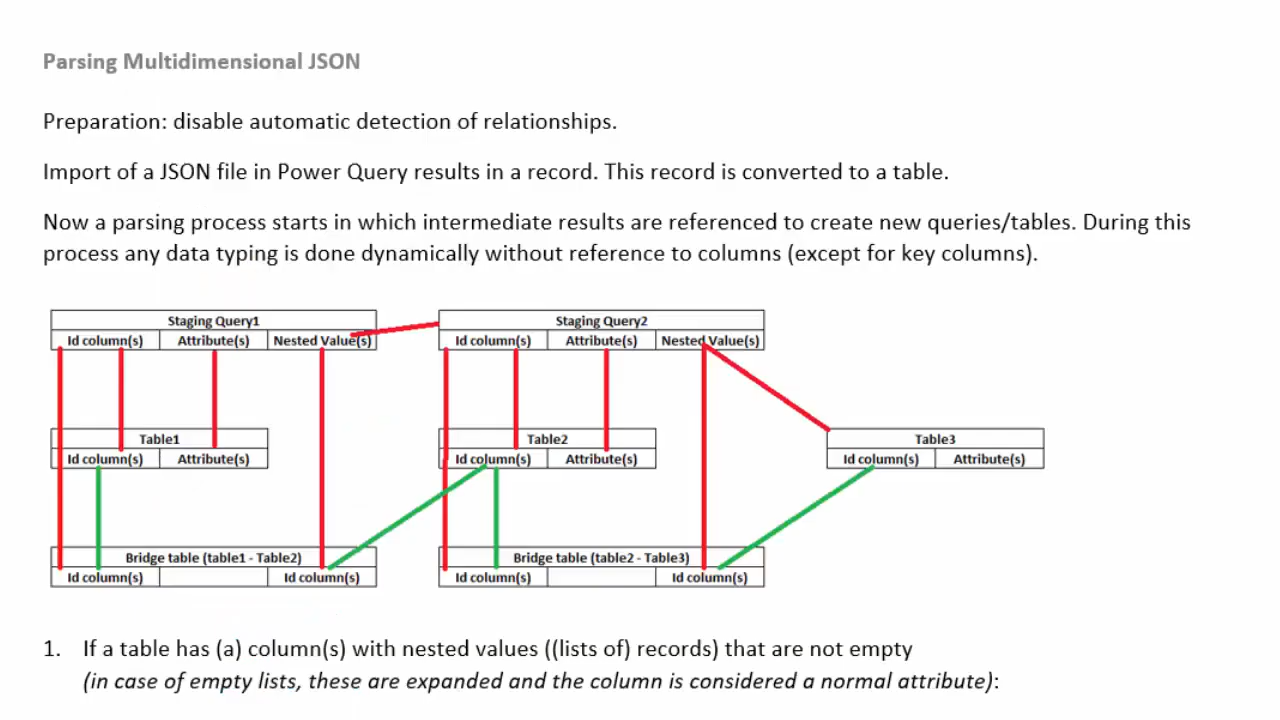 Parsing Multidimensional JSON
Preparation: disable automatic detection of relationships.
Import of a JSON file in Power Query results in a record. This record is converted to a table.
Now a parsing process starts in which intermediate results are referenced to create new queries/tables. During this
process any data typing is done dynamically without reference to columns (except for key columns).
Staging Query1
Id column(s) Attribute(s) Nested Value(s)
Staging Query2
Id column(s) Attribute(s) Nested Value(s)
Table1
Id column(s) Attribute(s)
Table2
Id column(s) Attribute(s)
Table3
Id column(s) Attribute(s)
Bridge table (table1 - Table2)
Id column(s) Id column(s)
Bridge table (table2 - Table3)
Id column(s) Id column(s)
1. If a table has (a) column(s) with nested values ((lists of) records) that are not empty
(in case of empty lists, these are expanded and the column is considered a normal attribute):